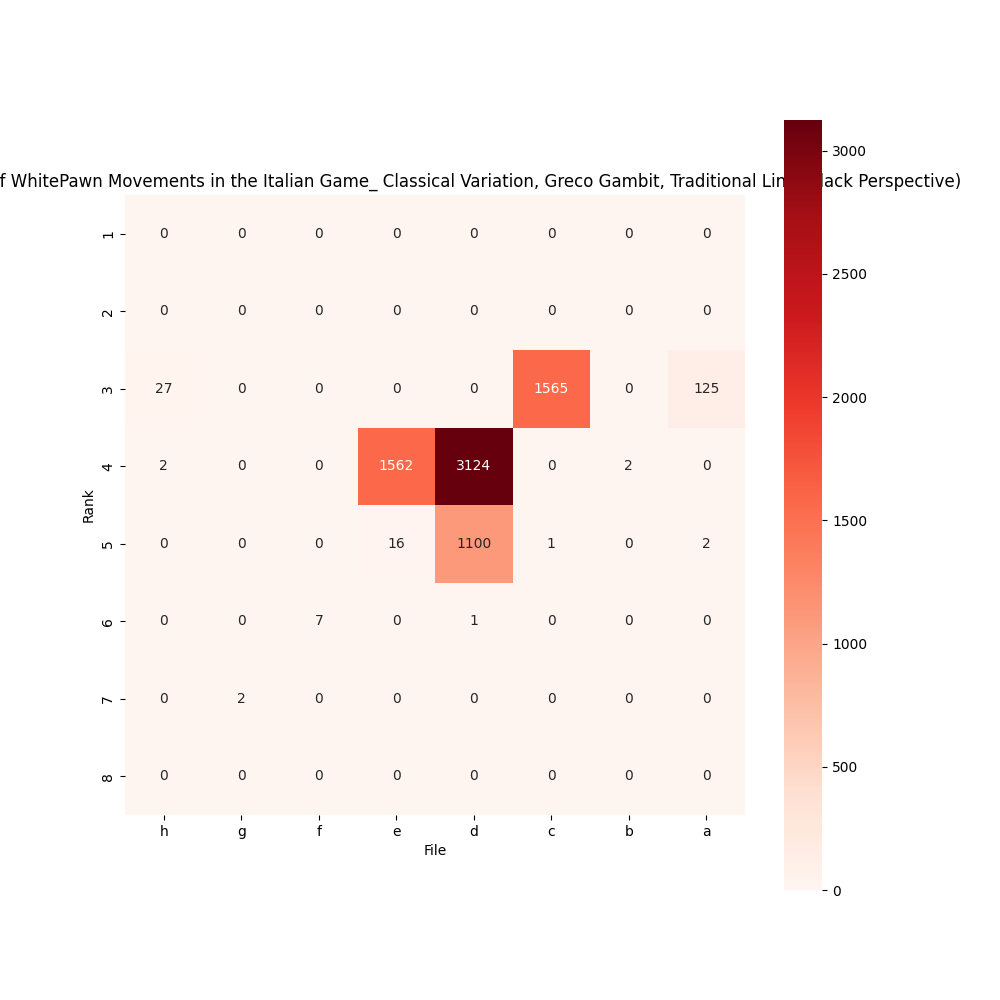 f WhitePawn Movements in the Italian Game_ Classical Variation, Greco Gambit, Traditional Lin lack Perspective)
3000
2500
2000
1500
1000
500
0
Rank
1 0 0 0 0 0 0 0 0
2 0 0 0 0 0 0 0 0
3 27 0 0 0 0 1565 0 125
4 2 0 0 1562 3124 0 2 0
5 0 0 0 16 1100 1 0 2
6 0 0 7 0 1 0 0 0
7 0 2 0 0 0 0 0 0
8 0 0 0 0 0 0 0 0
h g f e d c b a
File